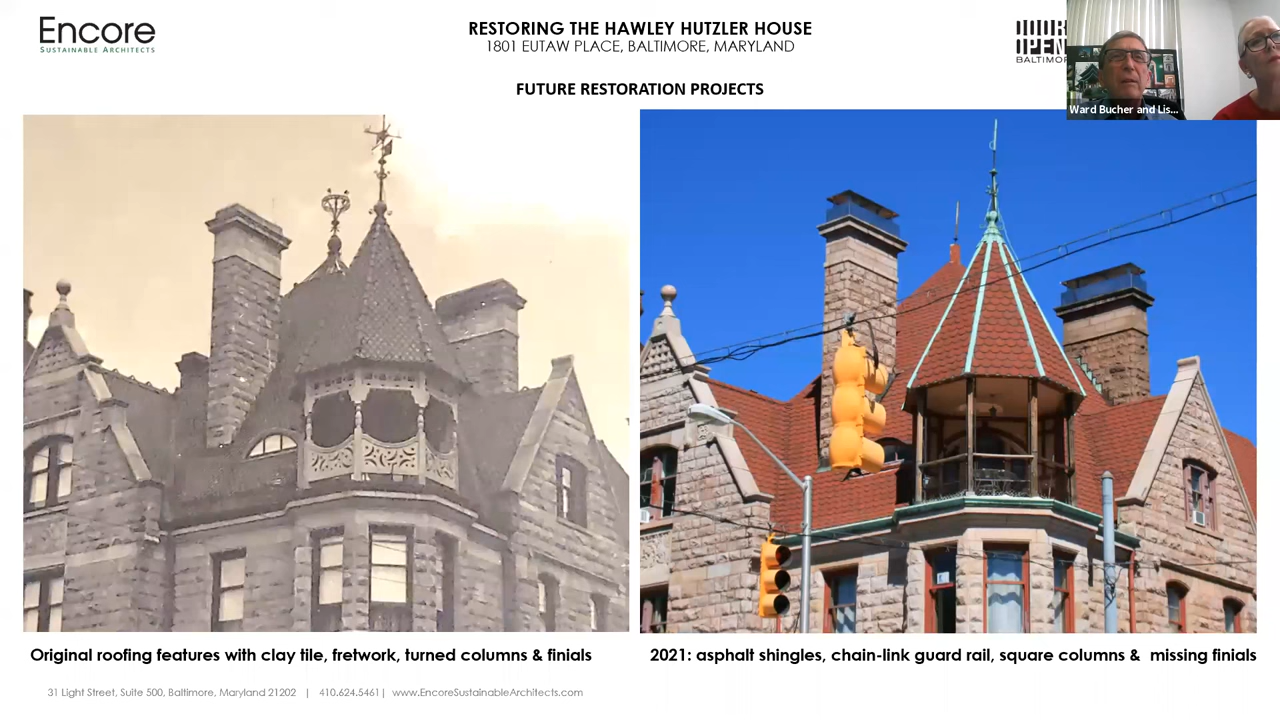 Encore
SUSTAINABLE ARCHITECTS
RESTORING THE HAWLEY HUTZLER HOUSE
1801 EUTAW PLACE, BALTIMORE, MARYLAND
OPEN
Ward Bucher and Lis...
FUTURE RESTORATION PROJECTS
Original roofing features with clay tile, fretwork, turned columns & finials
2021: asphalt shingles, chain-link guard rail, square columns & missing finials
31 Light Street, Suite 500, Baltimore, Maryland 21202 | 410.624.5461| www.EncoreSustainableArchitects.com